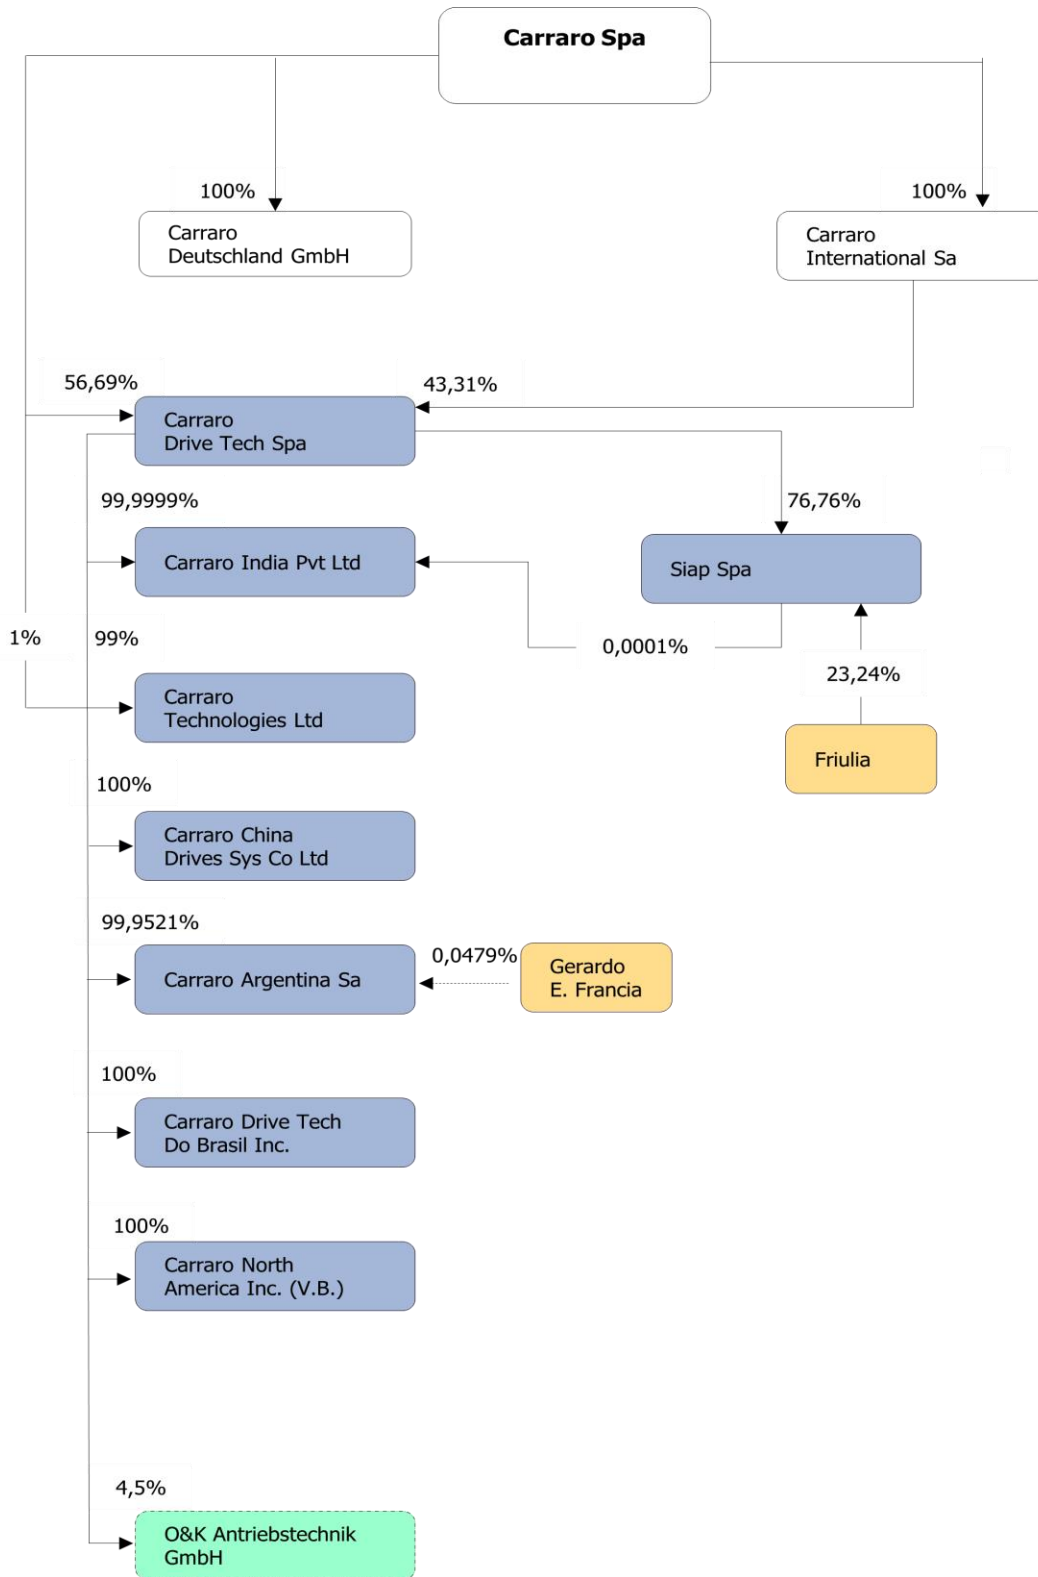 Carraro Spa
100%
100%
Carraro
Deutschland GmbH
Carraro
International Sa
56,69%
43,31%
Carraro
Drive Tech Spa
99,9999%
76,76%
Carraro India Pvt Ltd
Siap Spa
1%
99%
0,0001%
23,24%
Carraro
Technologies Ltd
Friulia
100%
Carraro China
Drives Sys Co Ltd
99,9521%
0,0479%
Carraro Argentina Sa
Gerardo
E. Francia
100%
Carraro Drive Tech
Do Brasil Inc.
100%
Carraro North
America Inc. (V.B.)
4,5%
O&K Antriebstechnik
GmbH